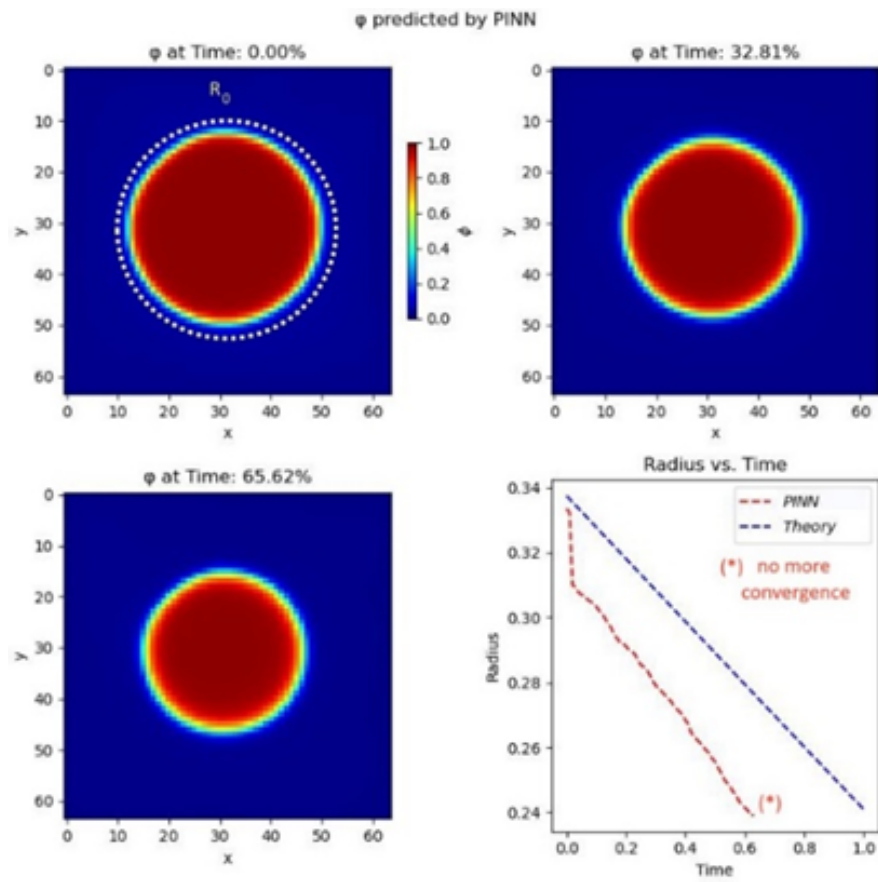 φ predicted by PINN
φ at Time: 0.00%
R0
0
10
20
30
40
50
60
y
0 10 20 30 40 50 60
x
1.0
0.8
0.6
0.4
0.2
0.0
ϕ
φ at Time: 32.81%
0
10
20
30
40
50
60
y
0 10 20 30 40 50 60
x
φ at Time: 65.62%
0
10
20
30
40
50
60
y
0 10 20 30 40 50 60
x
Radius vs. Time
PINN
Theory
(*) no more
convergence
(*)
0.34
0.32
0.30
0.28
0.26
0.24
Radius
0.0 0.2 0.4 0.6 0.8 1.0
Time